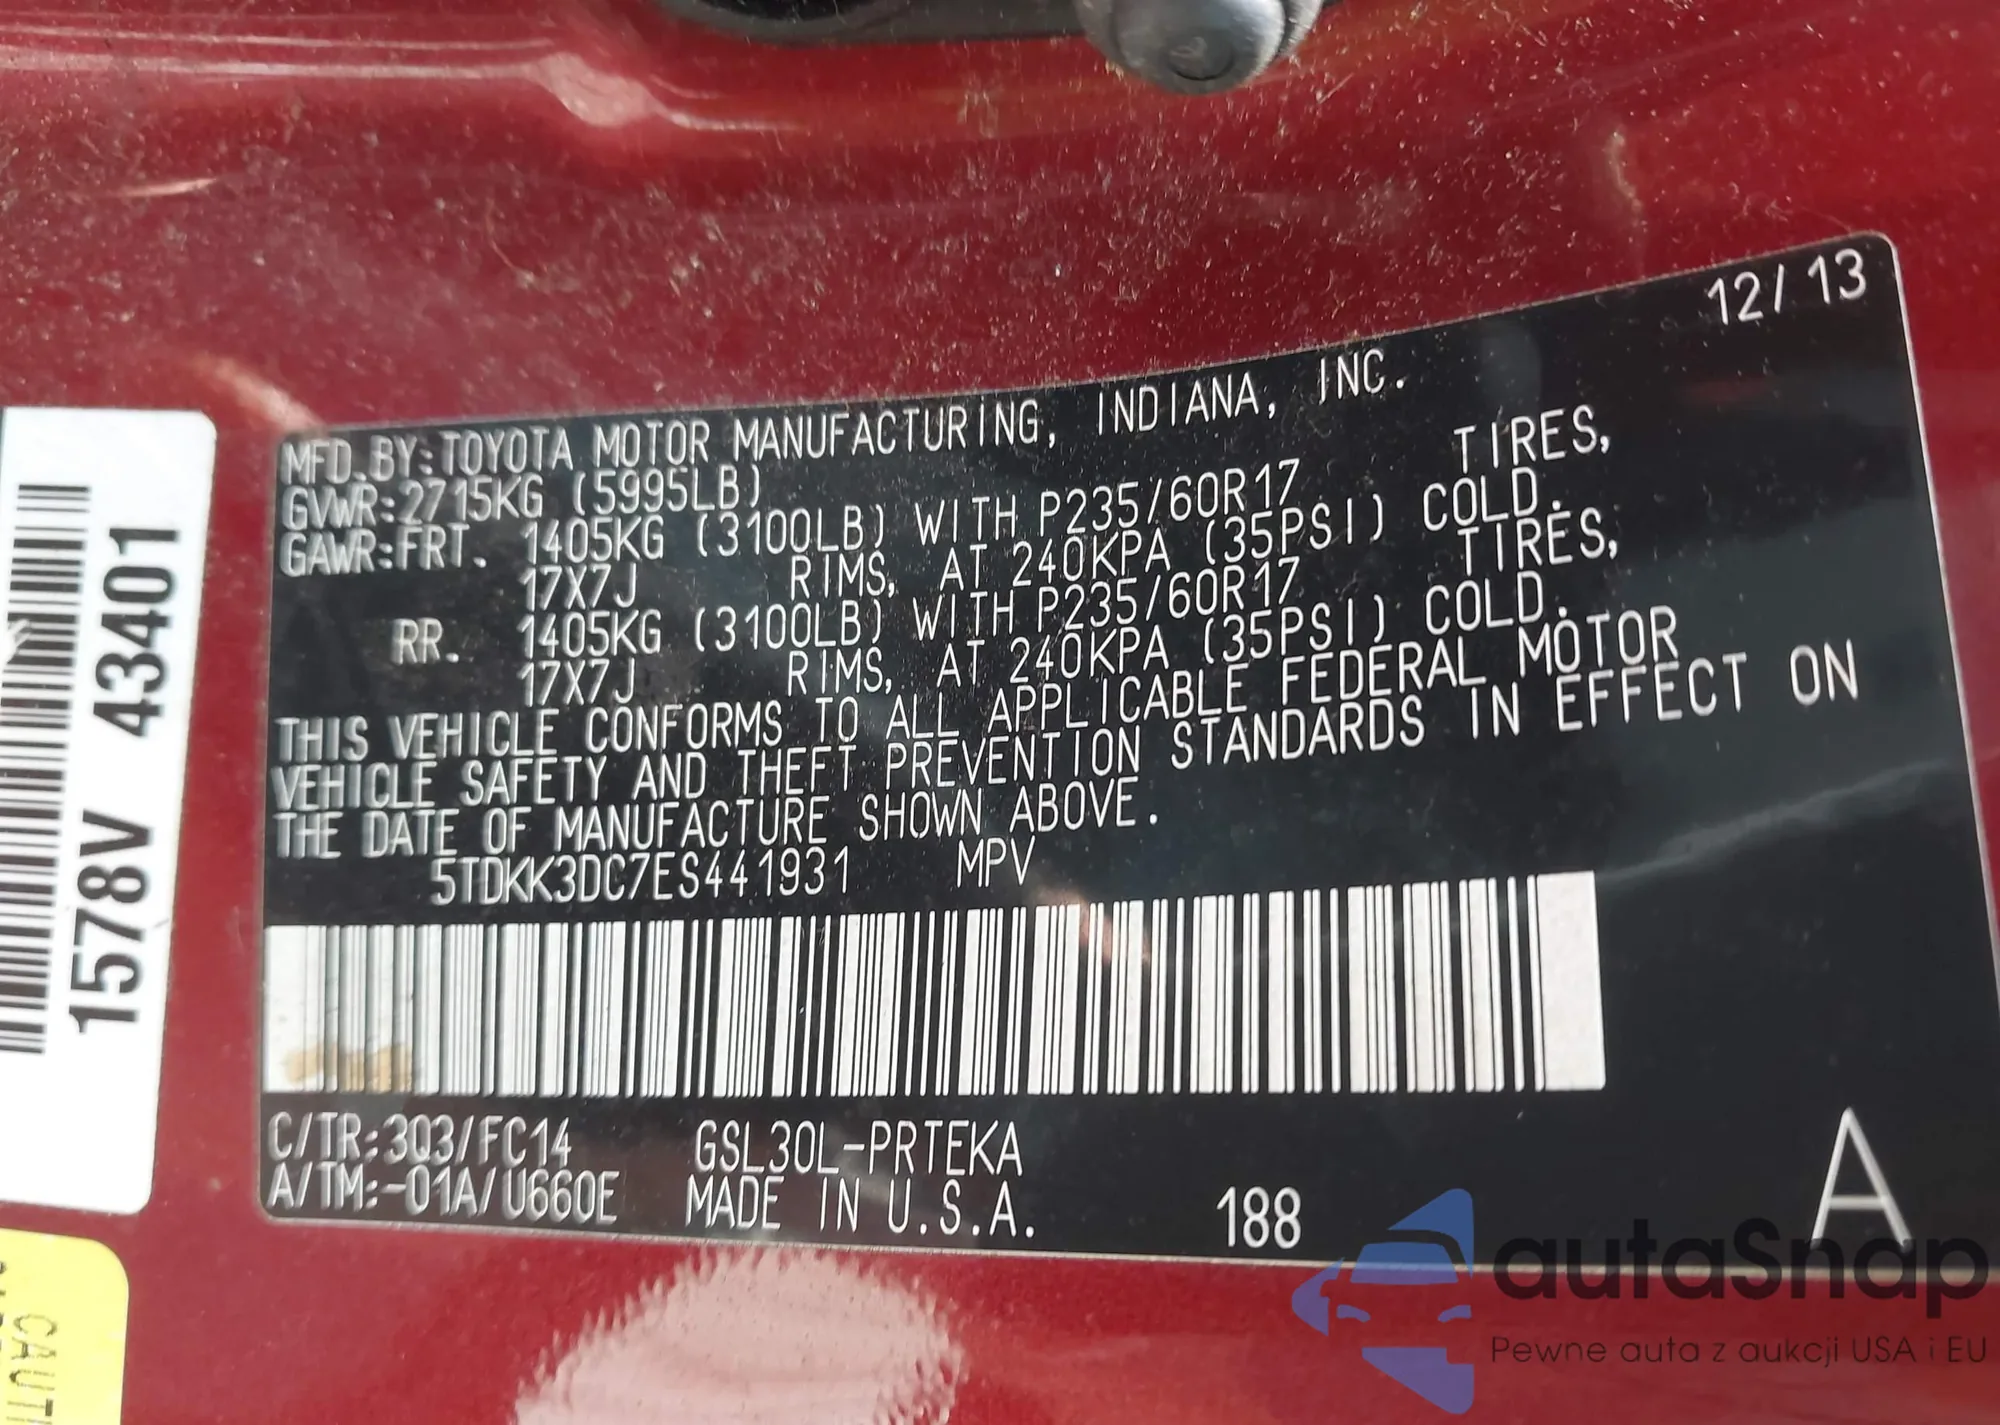 12/13
MFD.BY:TOYOTA MOTOR MANUFACTURING, INDIANA, INC.
GVWR:2715KG (5995LB)
GAWR:FRT. 1405KG (3100LB) WITH P235/60R17 TIRES,
17X7J RIMS, AT 240KPA (35PSI) COLD.
RR. 1405KG (3100LB) WITH P235/60R17 TIRES,
17X7J RIMS, AT 240KPA (35PSI) COLD.
THIS VEHICLE CONFORMS TO ALL APPLICABLE FEDERAL MOTOR
VEHICLE SAFETY AND THEFT PREVENTION STANDARDS IN EFFECT ON
THE DATE OF MANUFACTURE SHOWN ABOVE.
5TDKK3DC7ES441931 MPV
C/TR:3Q3/FC14 GSL30L-PRTEKA
A/TM:-01A/U660E MADE IN U.S.A. 188 A
1578V 43401
autaSnap
Pewne auta z aukcji USA i EU